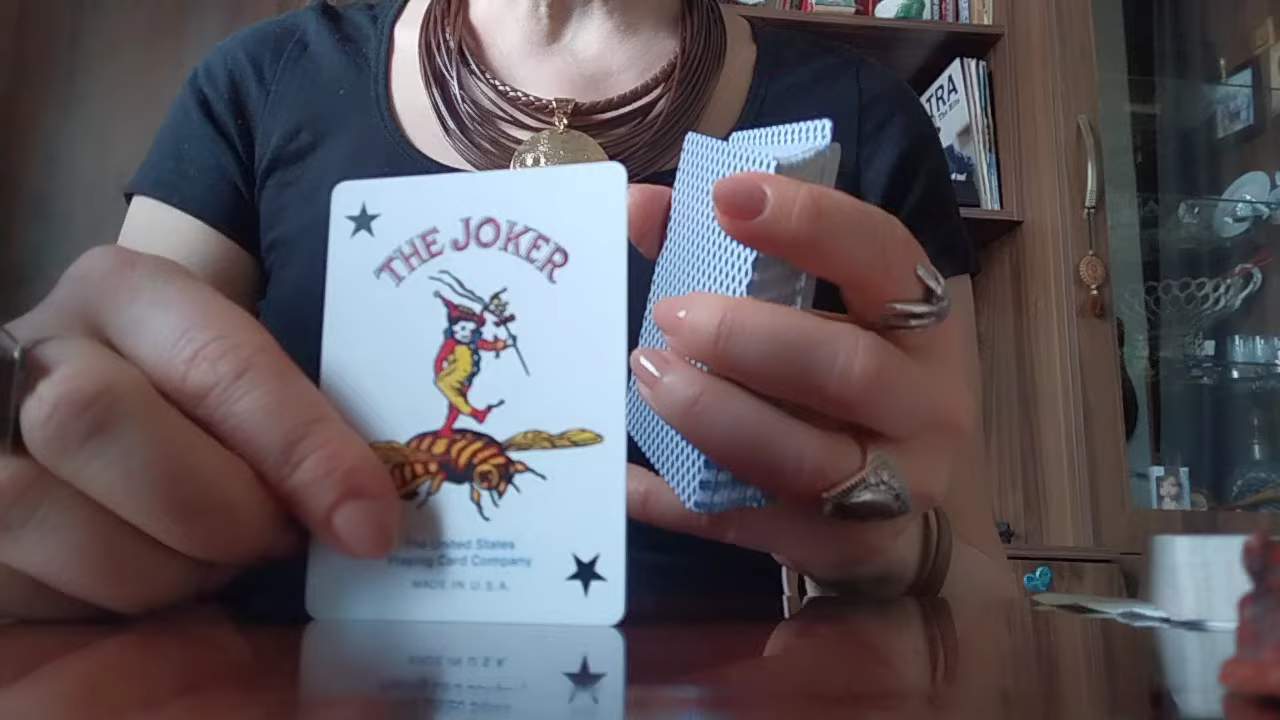 THE JOKER
The United States
Playing Card Company
MADE IN U.S.A.
TRA